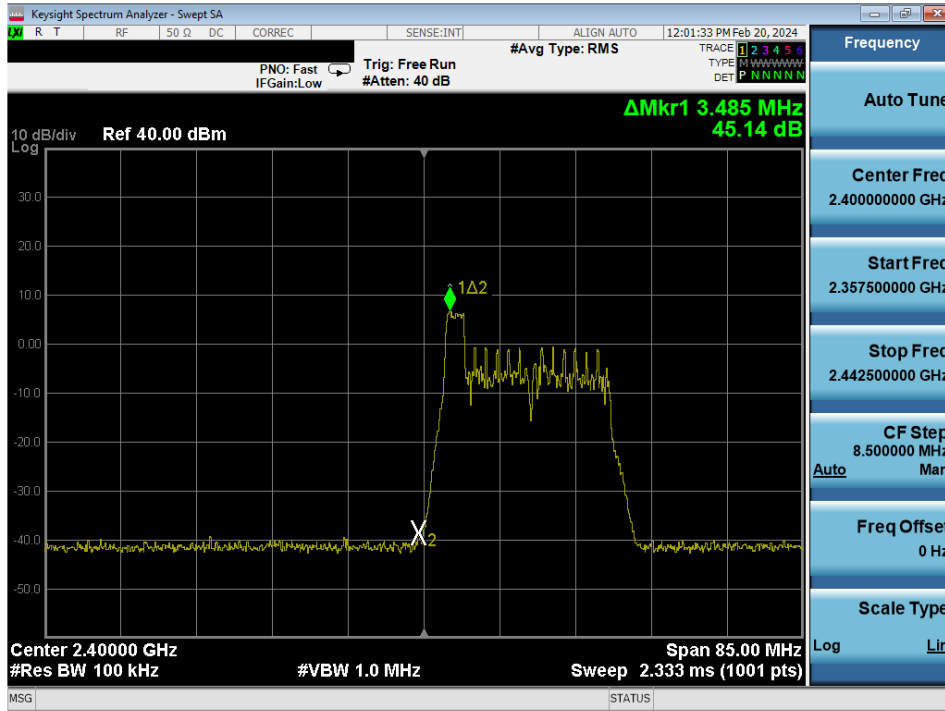 Keysight Spectrum Analyzer - Swept SA
LXI R T RF 50 Ω DC CORREC SENSE:INT ALIGN AUTO 12:01:33 PM Feb 20, 2024
#Avg Type: RMS TRACE 1 2 3 4 5 6
PNO: Fast Trig: Free Run TYPE M W W W W W
IFGain:Low #Atten: 40 dB DET P N N N N N
ΔMkr1 3.485 MHz
10 dB/div Ref 40.00 dBm 45.14 dB
Log
30.0
20.0
10.0
1Δ2
0.00
-10.0
-20.0
-30.0
-40.0
X2
-50.0
Center 2.40000 GHz Span 85.00 MHz
#Res BW 100 kHz #VBW 1.0 MHz Sweep 2.333 ms (1001 pts)
MSG STATUS
Frequency
Auto Tune
Center Freq
2.400000000 GHz
Start Freq
2.357500000 GHz
Stop Freq
2.442500000 GHz
CF Step
8.500000 MHz
Auto Man
Freq Offset
0 Hz
Scale Type
Log Lin